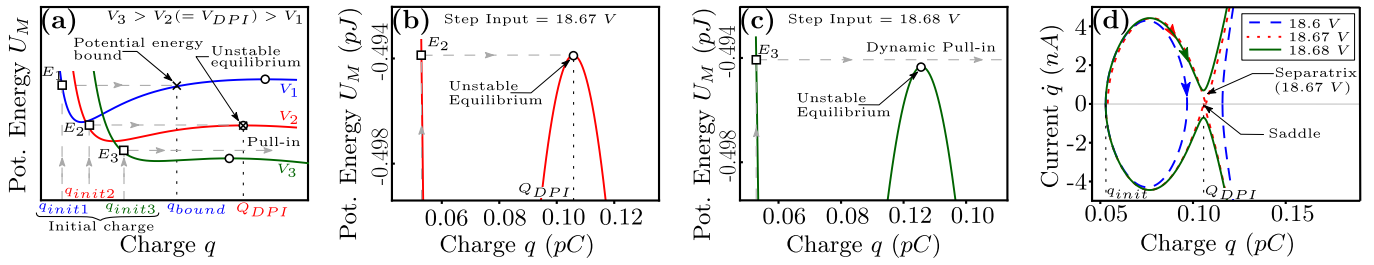 (a)
V3 > V2(= VDPI) > V1
Potential energy
bound
Unstable
equilibrium
E1
E2
E3
V1
V2
Pull-in
V3
qinit2
qinit1
qinit3
qbound
QDPI
Initial charge
Charge q
Pot. Energy UM
(b)
Step Input = 18.67 V
E2
Unstable
Equilibrium
QDPI
-0.494
-0.498
0.06
0.10
0.12
Charge q (pC)
Pot. Energy UM (pJ)
(c)
Step Input = 18.68 V
E3
Dynamic Pull-in
Unstable
Equilibrium
-0.494
-0.498
0.06
0.08
0.12
0.10
Charge q (pC)
Pot. Energy UM (pJ)
(d)
18.6 V
18.67 V
18.68 V
Separatrix
(18.67 V)
Saddle
qinit
QDPI
4
2
0
-2
-4
0.05
0.10
0.15
Charge q (pC)
Current q̇ (nA)